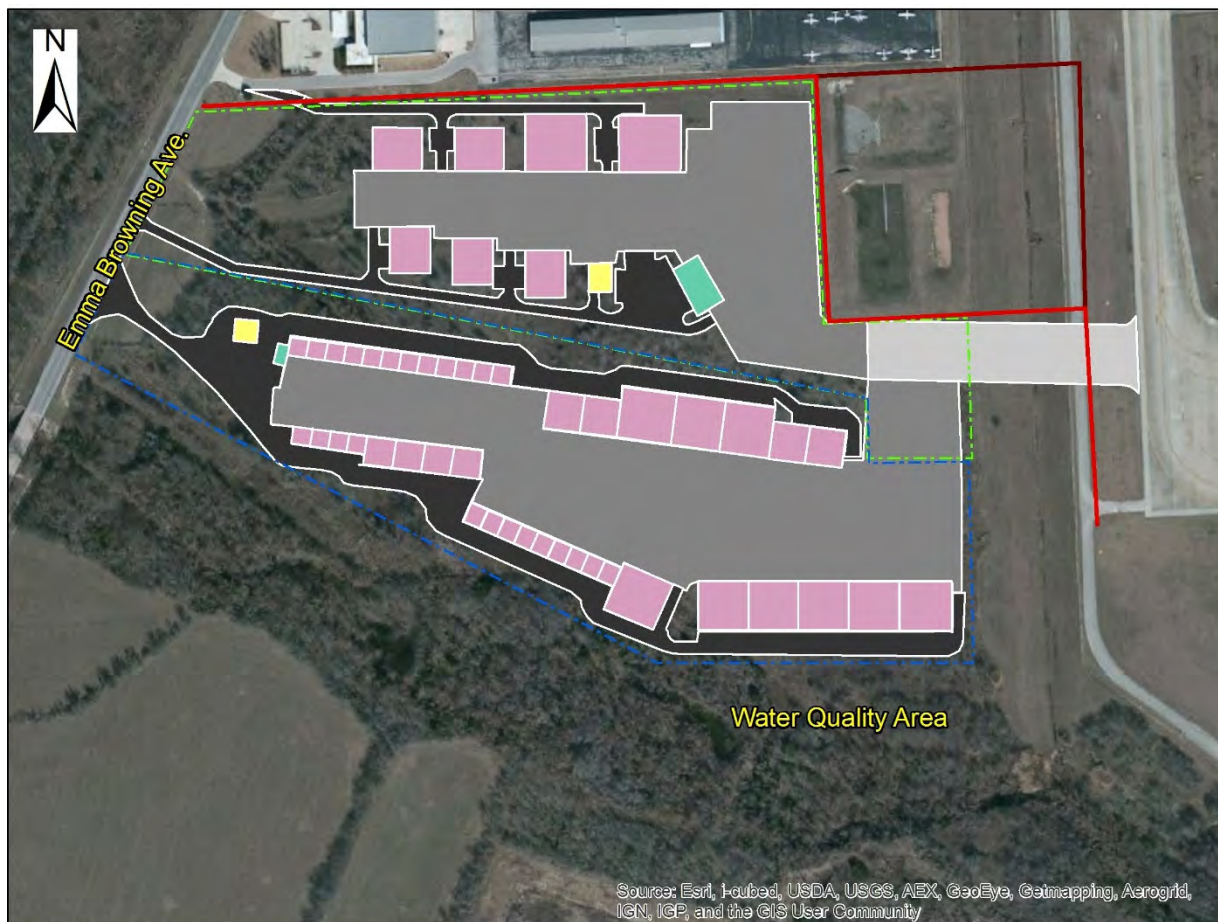 N
Emma Browning Ave.
Water Quality Area
Source: Esri, i-cubed, USDA, USGS, AEX, GeoEye, Getmapping, Aerogrid,
IGN, IGP, and the GIS User Community